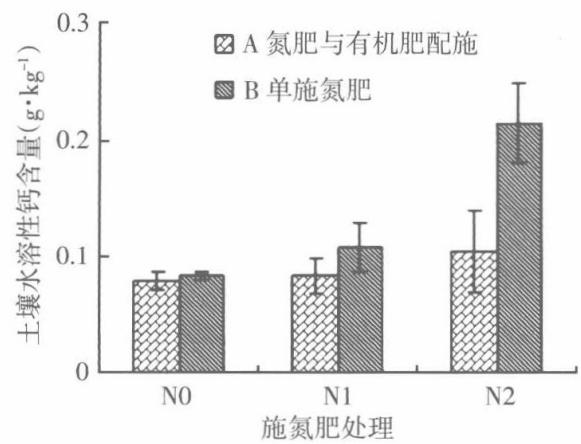 0.3
0.2
0.1
0
土壤水溶性钙含量(g·kg⁻¹)
A 氮肥与有机肥配施
B 单施氮肥
N0 N1 N2
施氮肥处理